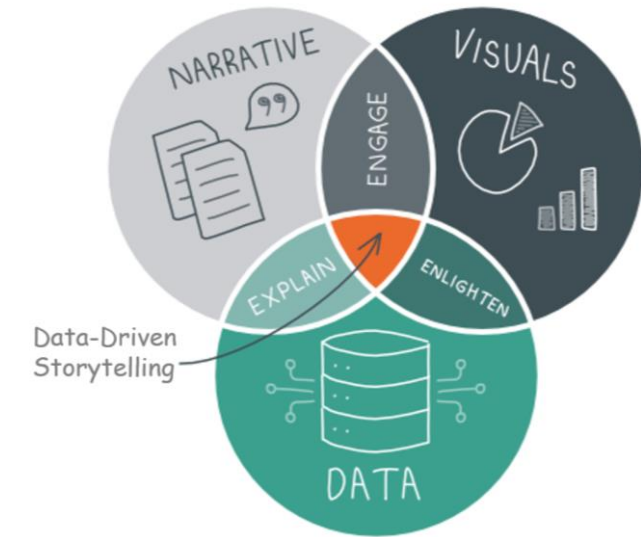 NARRATIVE
VISUALS
ENGAGE
EXPLAIN
ENLIGHTEN
Data-Driven
Storytelling
DATA